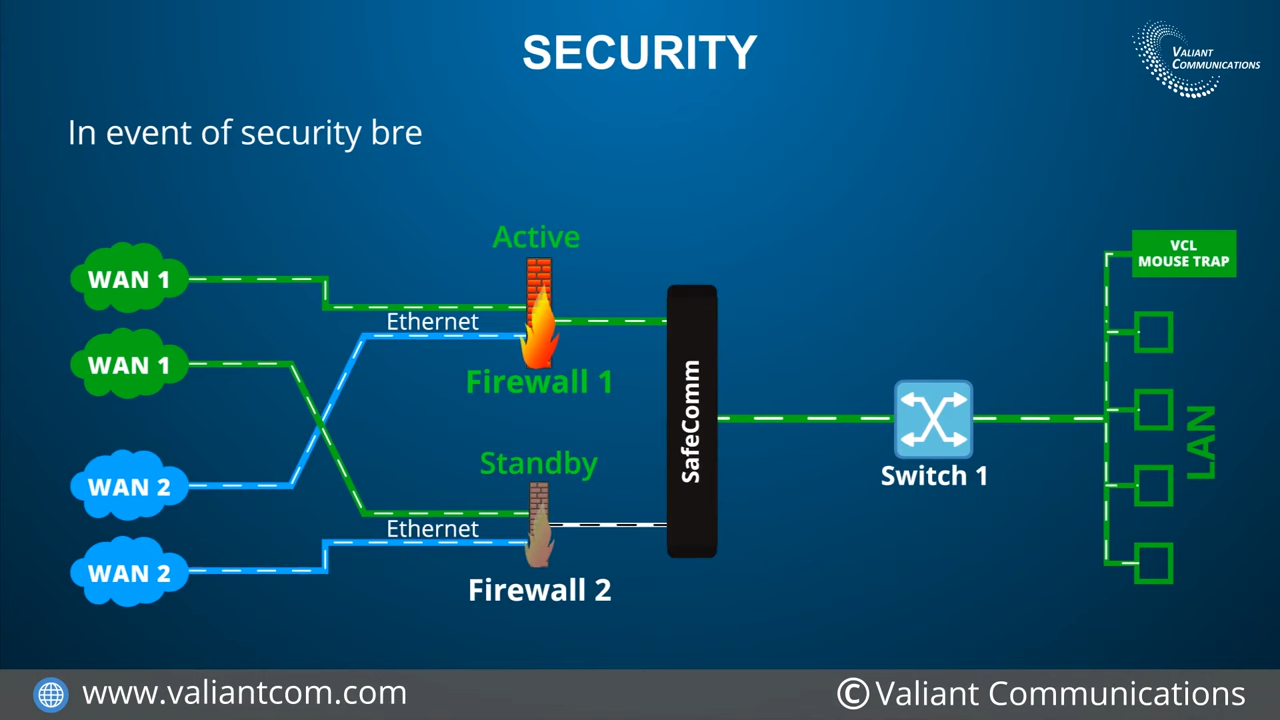 SECURITY
VALIANT
COMMUNICATIONS
In event of security bre
Active
WAN 1
Ethernet
WAN 1
Firewall 1
Standby
WAN 2
Ethernet
WAN 2
Firewall 2
SafeComm
Switch 1
VCL
MOUSE TRAP
LAN
www.valiantcom.com
© Valiant Communications